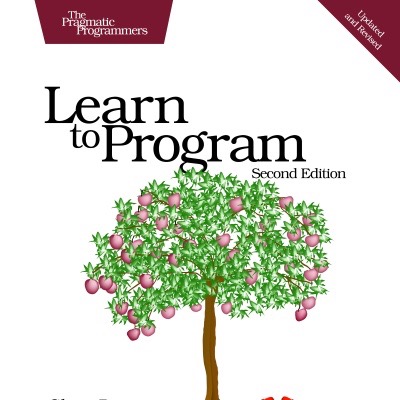 The
Pragmatic
Programmers
Updated
and Revised
Learn
to Program
Second Edition